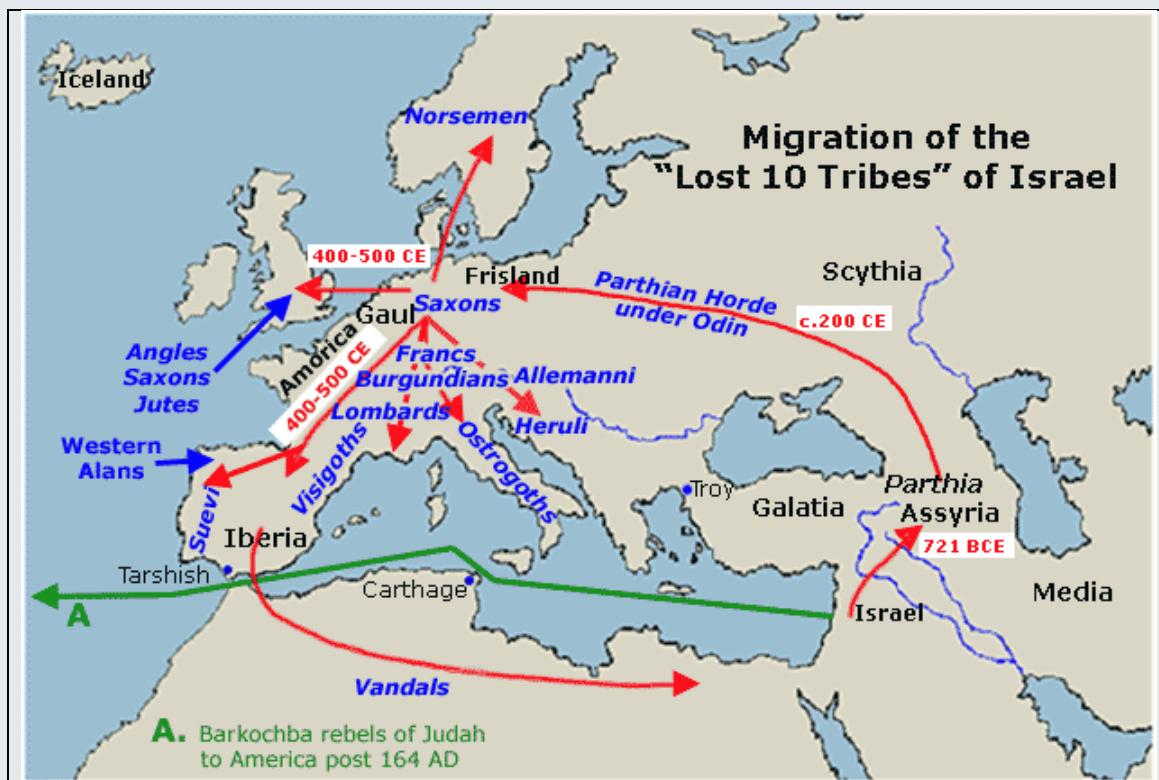 Iceland
Norsemen
Migration of the
“Lost 10 Tribes” of Israel
400-500 CE
Frisland
Scythia
Parthian Horde
under Odin
c.200 CE
Saxons
Gaul
Amorica
400-500 CE
Angles
Saxons
Jutes
Francs
Burgundians
Allemanni
Lombards
Heruli
Western
Alans
Visigoths
Ostrogoths
Suevi
Iberia
Troy
Galatia
Parthia
Assyria
721 BCE
Tarshish
Carthage
Israel
Media
A
Vandals
A. Barkochba rebels of Judah
to America post 164 AD